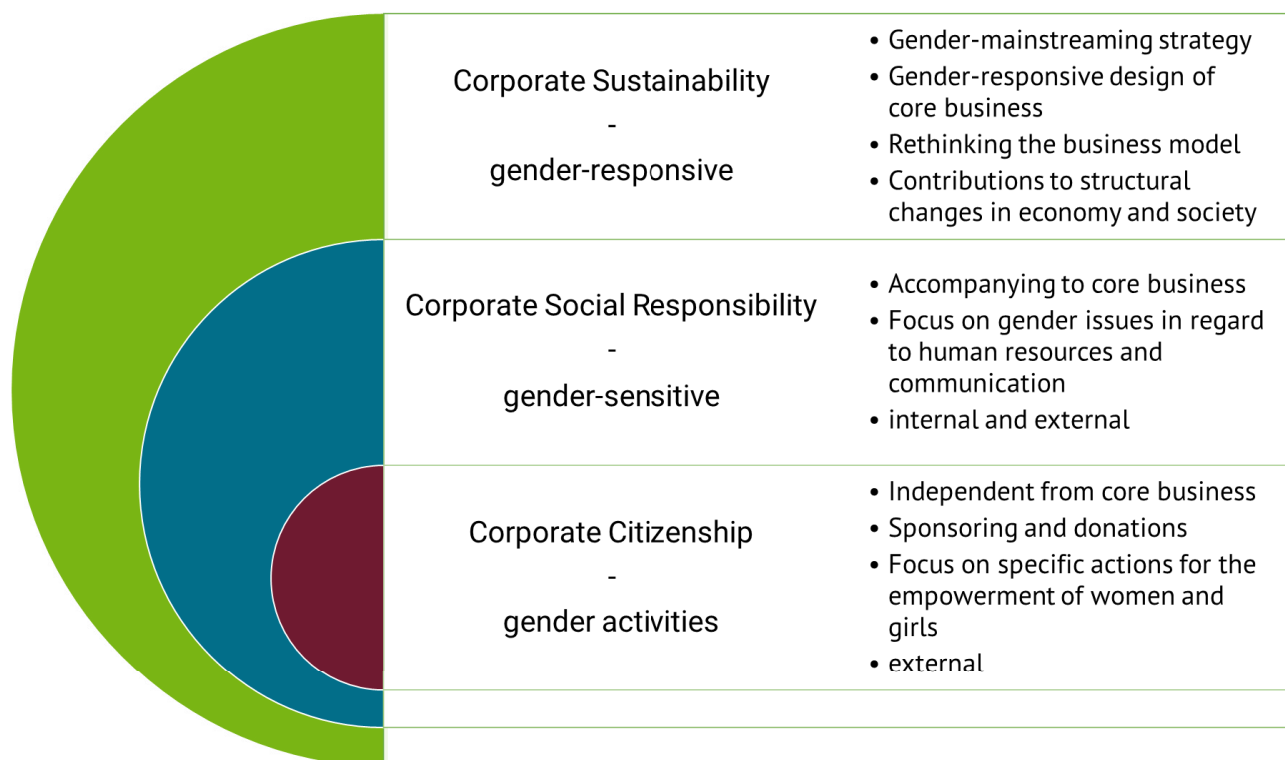 Corporate Sustainability
-
gender-responsive
• Gender-mainstreaming strategy
• Gender-responsive design of
core business
• Rethinking the business model
• Contributions to structural
changes in economy and society
Corporate Social Responsibility
-
gender-sensitive
• Accompanying to core business
• Focus on gender issues in regard
to human resources and
communication
• internal and external
Corporate Citizenship
-
gender activities
• Independent from core business
• Sponsoring and donations
• Focus on specific actions for the
empowerment of women and
girls
• external